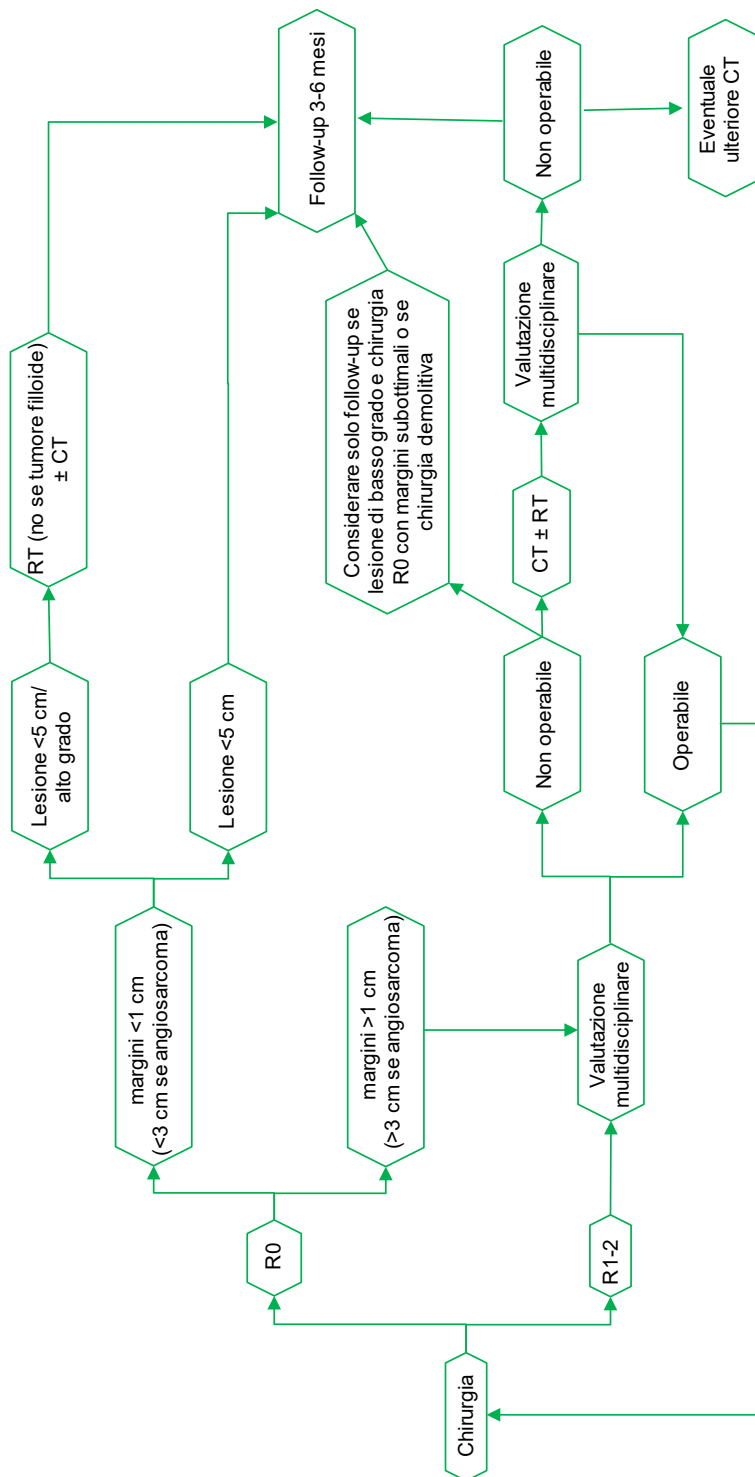 Chirurgia
R0
R1-2
margini <1 cm
(<3 cm se angiosarcoma)
margini >1 cm
(>3 cm se angiosarcoma)
Valutazione
multidisciplinare
Lesione <5 cm/
alto grado
Lesione <5 cm
Non operabile
Operabile
RT (no se tumore filloide)
± CT
Considerare solo follow-up se
lesione di basso grado e chirurgia
R0 con margini subottimali o se
chirurgia demolitiva
CT ± RT
Valutazione
multidisciplinare
Follow-up 3-6 mesi
Non operabile
Eventuale
ulteriore CT